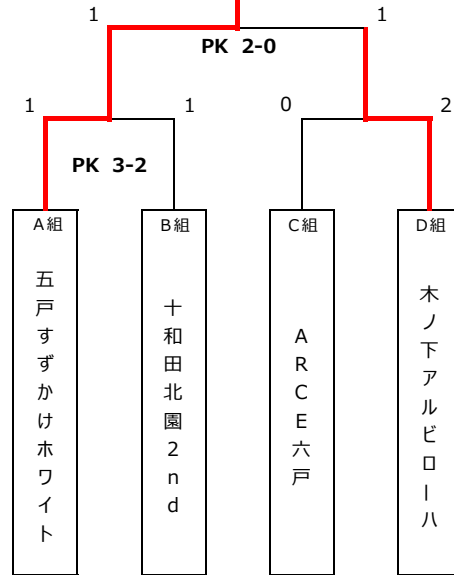 1 1
PK 2-0
1 1 0 2
PK 3-2
A組 B組 C組 D組
五戸すずかけホワイト
十和田北園2nd
ARCE六戸
木ノ下アルビローハ